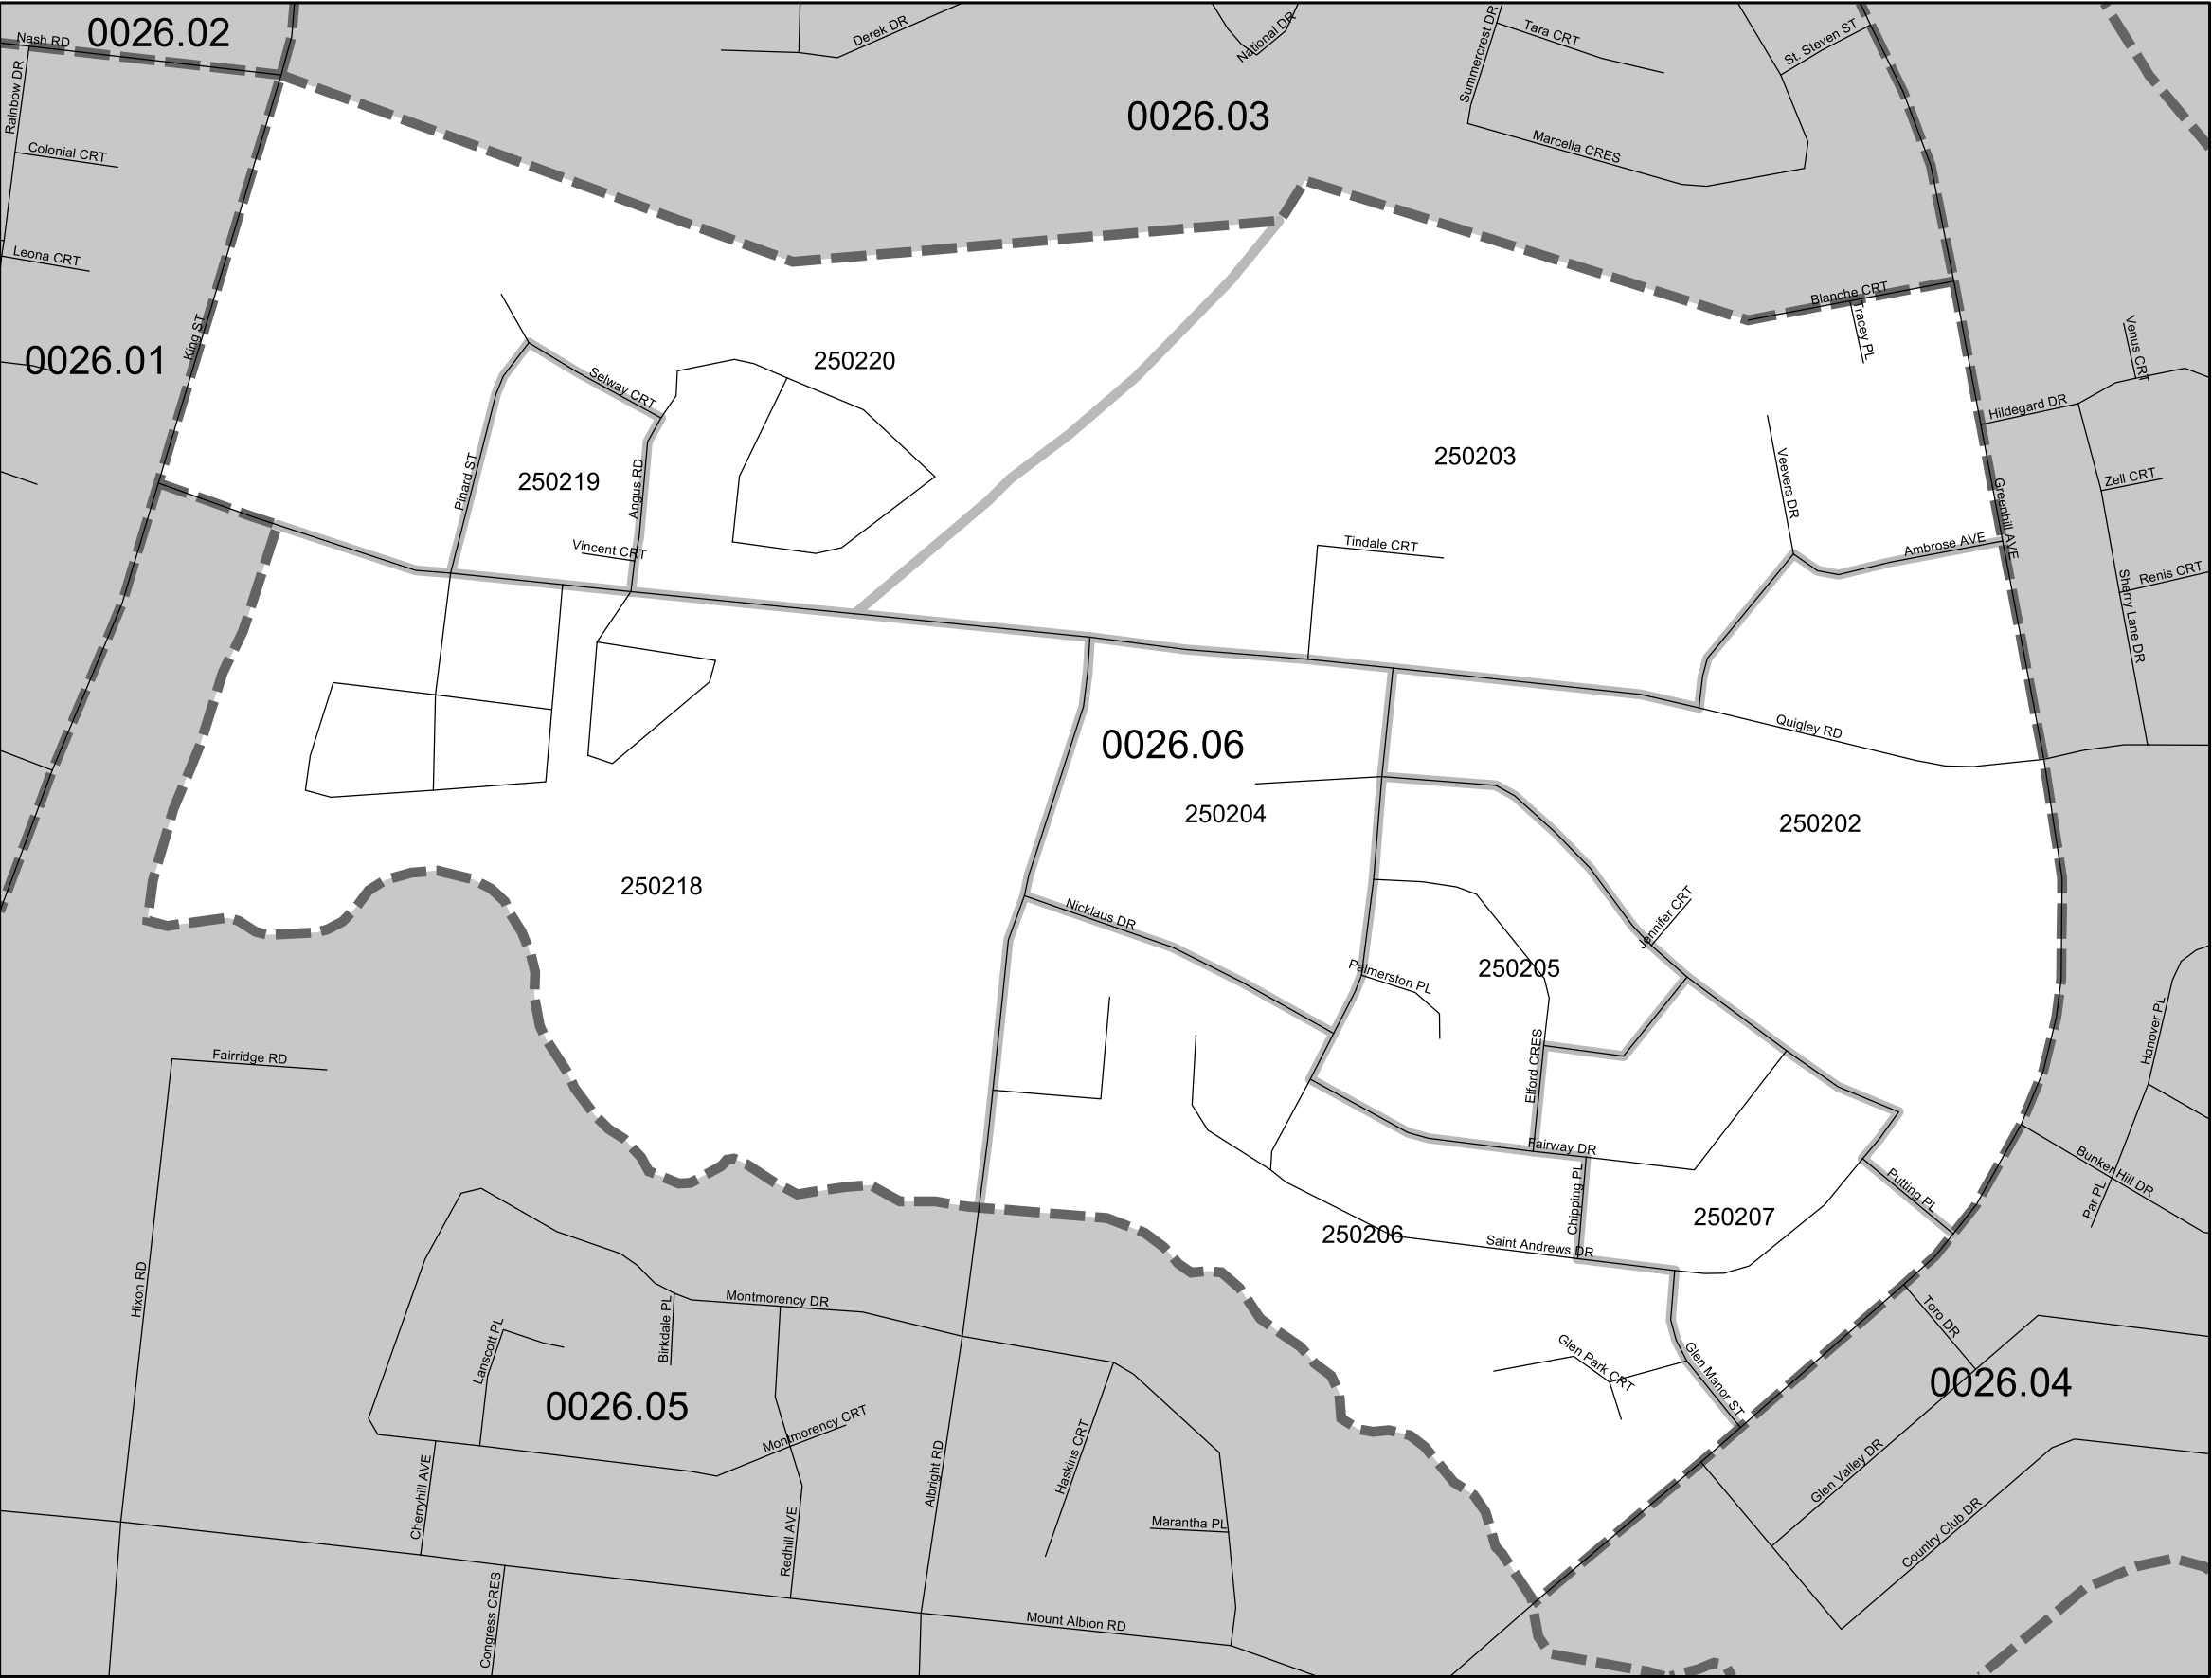 0026.02
Nash RD
Derek DR
National DR
Summercrest DR
Tara CRT
St. Steven ST
Rainbow DR
0026.03
Marcella CRES
Colonial CRT
Leona CRT
Blanche CRT
Tracey PL
Venus CRT
King ST
0026.01
250220
Selway CRT
Hildegard DR
250203
Pinard ST
250219
Angus RD
Veevers DR
Zell CRT
Greenhill AVE
Vincent CRT
Tindale CRT
Ambrose AVE
Renis CRT
Sherry Lane DR
0026.06
Quigley RD
250204
250202
250218
Nicklaus DR
Jennifer CRT
250205
Palmerston PL
Hanover PL
Fairridge RD
Elford CRES
Fairway DR
Bunker Hill DR
Chipping PL
Putting PL
Par PL
250207
250206
Saint Andrews DR
Hixon RD
Montmorency DR
Birkdale PL
Lanscott PL
Toro DR
Glen Park CRT
Glen Manor ST
0026.04
0026.05
Montmorency CRT
Haskins CRT
Albright RD
Cherryhill AVE
Redhill AVE
Marantha PL
Glen Valley DR
Country Club DR
Congress CRES
Mount Albion RD